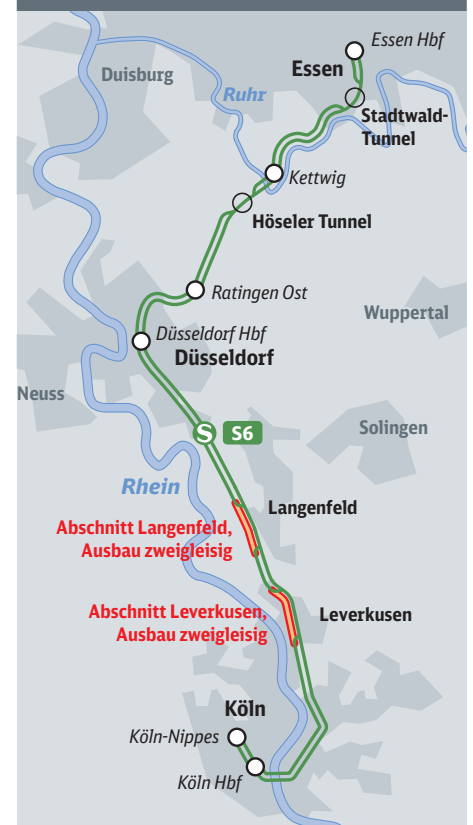 Essen Hbf
Essen
Duisburg
Ruhr
Stadtwald-
Tunnel
Kettwig
Höseler Tunnel
Ratingen Ost
Wuppertal
Düsseldorf Hbf
Düsseldorf
Neuss
Solingen
S S6
Rhein
Langenfeld
Abschnitt Langenfeld,
Ausbau zweigleisig
Abschnitt Leverkusen,
Ausbau zweigleisig
Leverkusen
Köln
Köln-Nippes
Köln Hbf